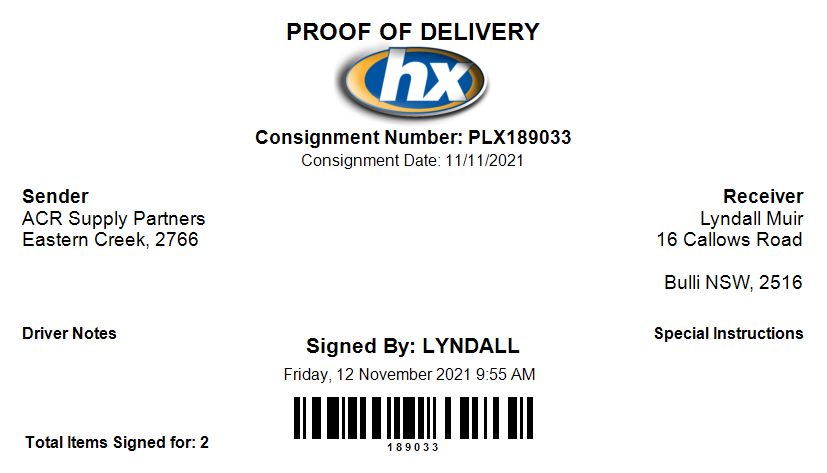 PROOF OF DELIVERY
hx
Consignment Number: PLX189033
Consignment Date: 11/11/2021
Sender
ACR Supply Partners
Eastern Creek, 2766
Receiver
Lyndall Muir
16 Callows Road
Bulli NSW, 2516
Driver Notes
Special Instructions
Signed By: LYNDALL
Friday, 12 November 2021 9:55 AM
189033
Total Items Signed for: 2